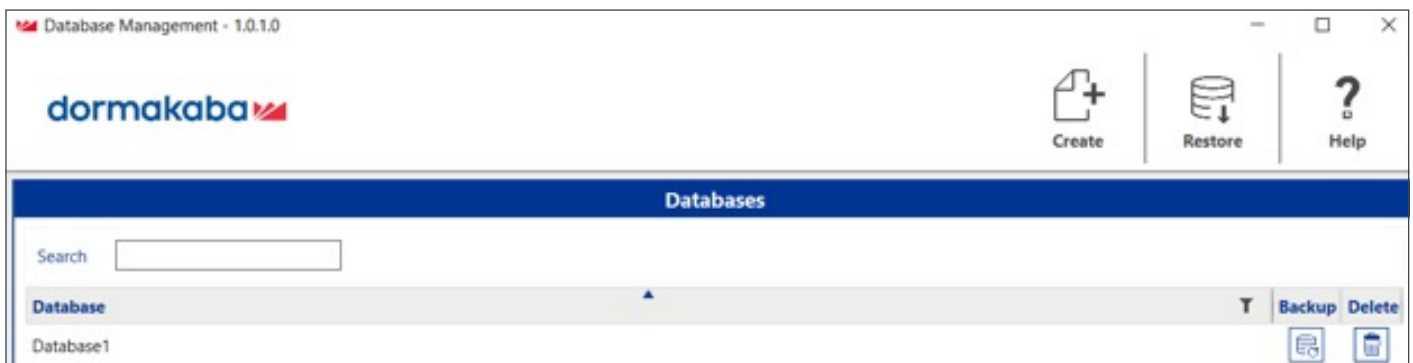 Database Management - 1.0.1.0
dormakaba
Create Restore Help
Databases
Search
Database Backup Delete
Database1